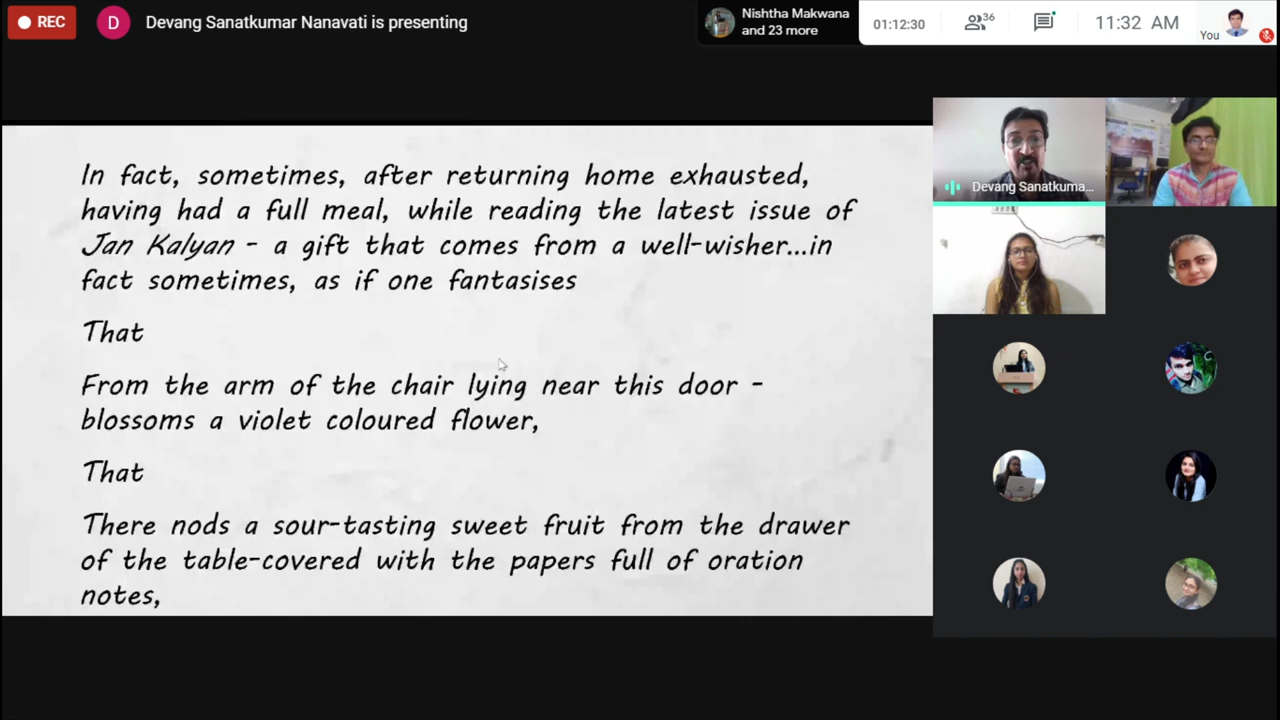 REC
D
Devang Sanatkumar Nanavati is presenting
Nishtha Makwana
and 23 more
01:12:30
36
11:32 AM
You
In fact, sometimes, after returning home exhausted,
having had a full meal, while reading the latest issue of
Jan Kalyan - a gift that comes from a well-wisher...in
fact sometimes, as if one fantasises
That
From the arm of the chair lying near this door -
blossoms a violet coloured flower,
That
There nods a sour-tasting sweet fruit from the drawer
of the table-covered with the papers full of oration
notes,
Devang Sanatkuma...